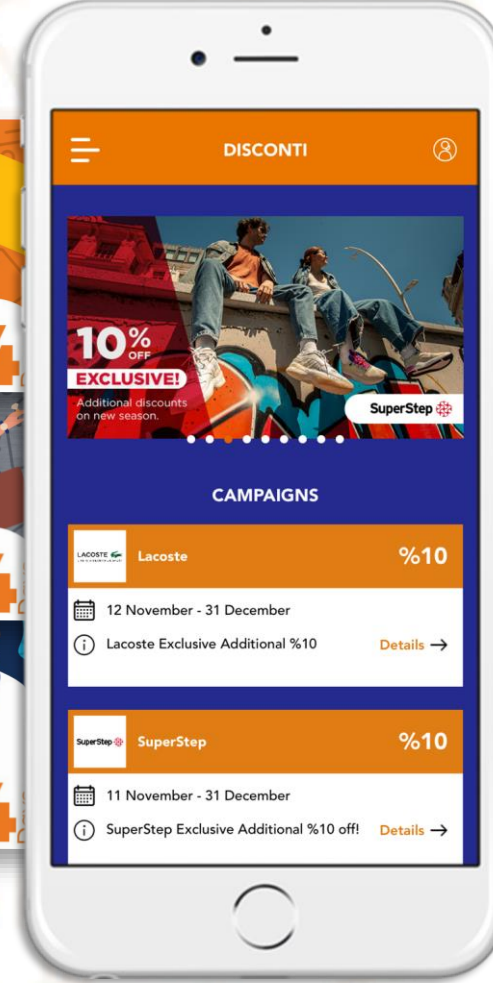 DISCONTI
10%
OFF
EXCLUSIVE!
Additional discounts
on new season.
SuperStep
CAMPAIGNS
LACOSTE
Lacoste
%10
12 November - 31 December
Lacoste Exclusive Additional %10
Details →
SuperStep
SuperStep
%10
11 November - 31 December
SuperStep Exclusive Additional %10 off!
Details →